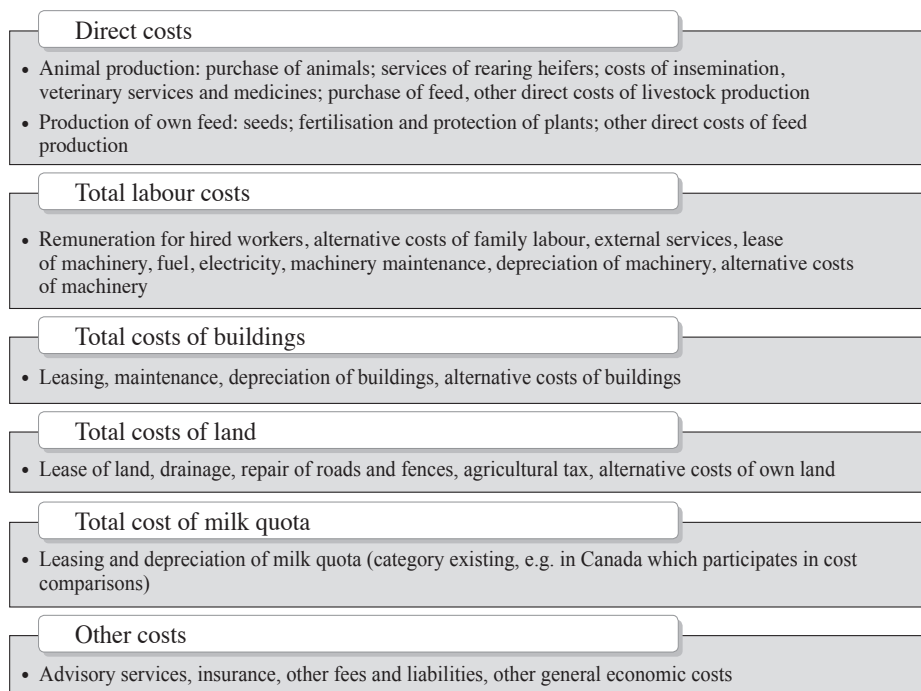 Direct costs
• Animal production: purchase of animals; services of rearing heifers; costs of insemination,
veterinary services and medicines; purchase of feed, other direct costs of livestock production
• Production of own feed: seeds; fertilisation and protection of plants; other direct costs of feed
production
Total labour costs
• Remuneration for hired workers, alternative costs of family labour, external services, lease
of machinery, fuel, electricity, machinery maintenance, depreciation of machinery, alternative costs
of machinery
Total costs of buildings
• Leasing, maintenance, depreciation of buildings, alternative costs of buildings
Total costs of land
• Lease of land, drainage, repair of roads and fences, agricultural tax, alternative costs of own land
Total cost of milk quota
• Leasing and depreciation of milk quota (category existing, e.g. in Canada which participates in cost
comparisons)
Other costs
• Advisory services, insurance, other fees and liabilities, other general economic costs